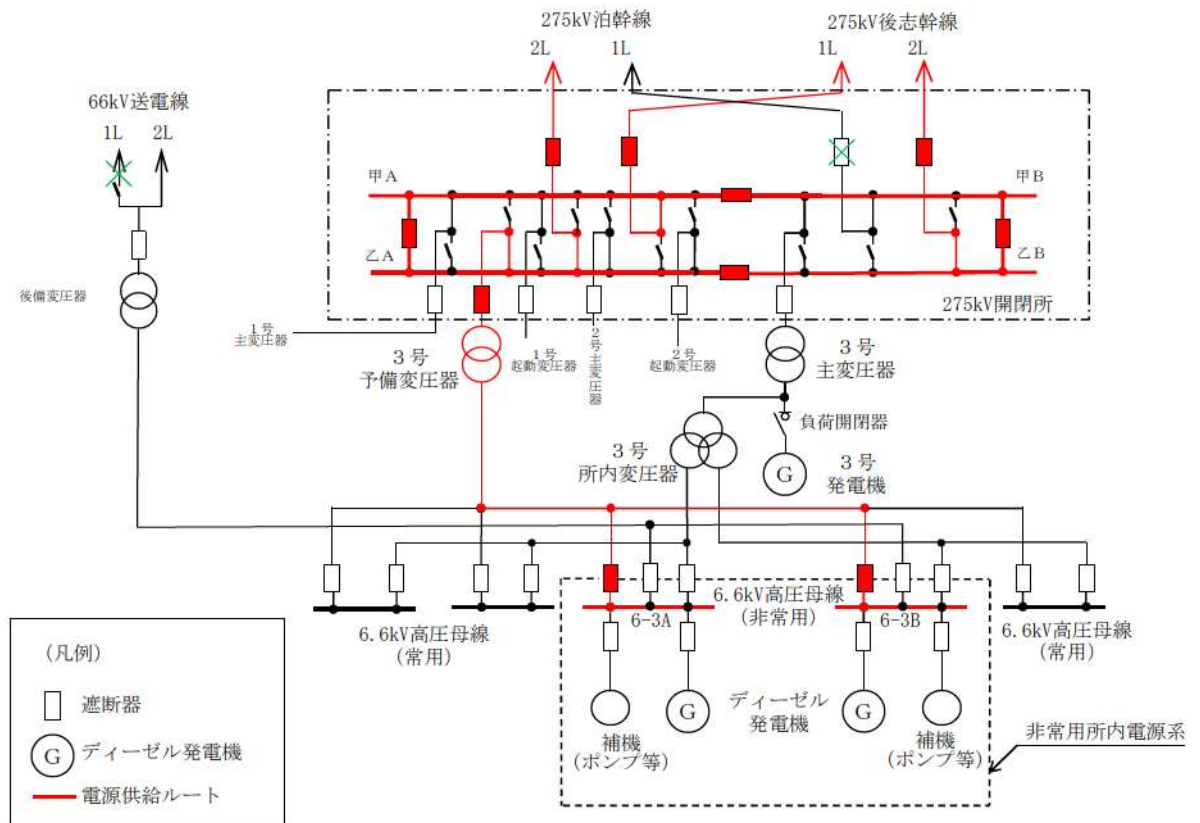 275kV泊幹線
275kV後志幹線
2L
1L
1L
2L
66kV送電線
1L
2L
甲A
甲B
乙A
乙B
後備変圧器
275kV開閉所
1号
主変圧器
3号
予備変圧器
1号
起動変圧器
2号主変圧器
2号
起動変圧器
3号
主変圧器
負荷開閉器
3号
所内変圧器
G
3号
発電機
6.6kV高圧母線
(常用)
6-3A
6.6kV高圧母線
(非常用)
6-3B
6.6kV高圧母線
(常用)
補機
(ポンプ等)
G
ディーゼル
発電機
G
補機
(ポンプ等)
非常用所内電源系
(凡例)
遮断器
G
ディーゼル発電機
電源供給ルート